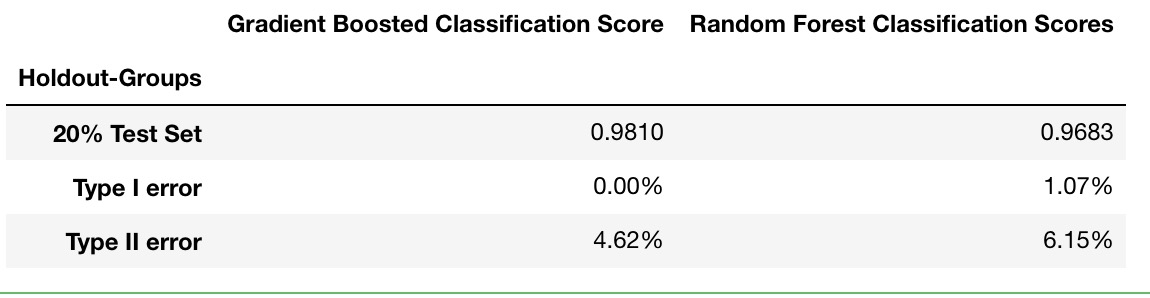 Gradient Boosted Classification Score Random Forest Classification Scores
Holdout-Groups
20% Test Set 0.9810 0.9683
Type I error 0.00% 1.07%
Type II error 4.62% 6.15%